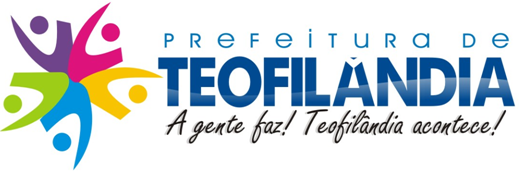 PREFEITURA DE
TEOFILÂNDIA
A gente faz! Teofilândia acontece!